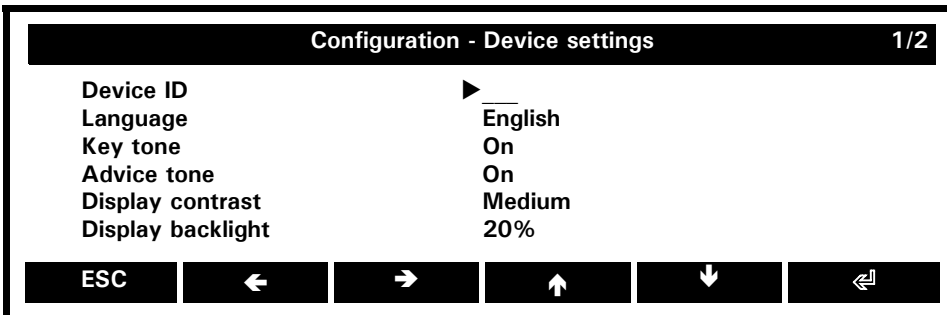 Configuration - Device settings 1/2
Device ID ▶___
Language English
Key tone On
Advice tone On
Display contrast Medium
Display backlight 20%
ESC ← → ↑ ↓ ↵